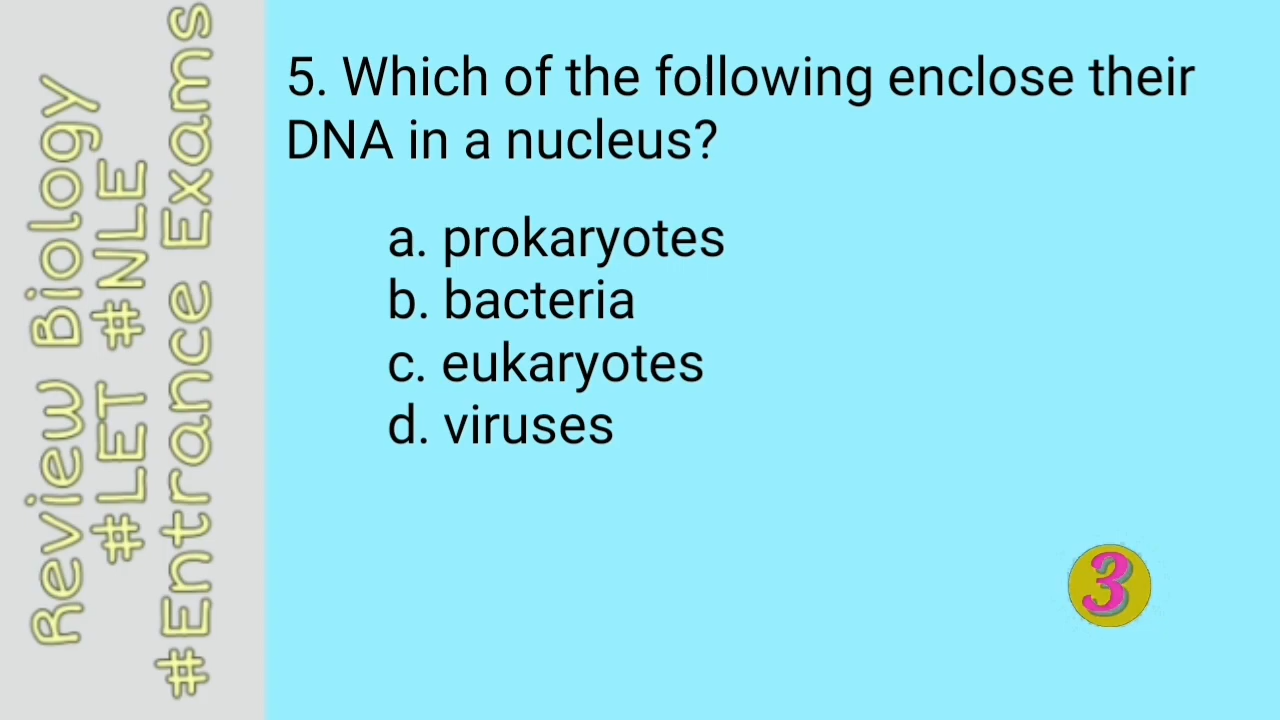 Review Biology
#LET #NLE
#Entrance Exams
5. Which of the following enclose their
DNA in a nucleus?
a. prokaryotes
b. bacteria
c. eukaryotes
d. viruses
3